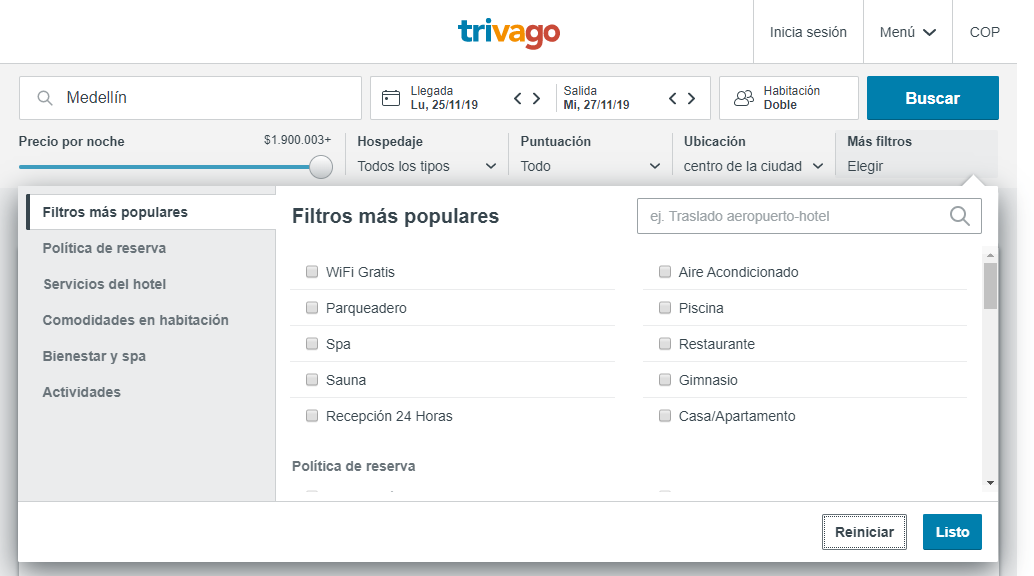 trivago
Inicia sesión
Menú
COP
Medellín
Llegada
Lu, 25/11/19
Salida
Mi, 27/11/19
Habitación
Doble
Buscar
Precio por noche
$1.900.003+
Hospedaje
Todos los tipos
Puntuación
Todo
Ubicación
centro de la ciudad
Más filtros
Elegir
Filtros más populares
Política de reserva
Servicios del hotel
Comodidades en habitación
Bienestar y spa
Actividades
Filtros más populares
ej. Traslado aeropuerto-hotel
WiFi Gratis
Aire Acondicionado
Parqueadero
Piscina
Spa
Restaurante
Sauna
Gimnasio
Recepción 24 Horas
Casa/Apartamento
Política de reserva
Reiniciar
Listo